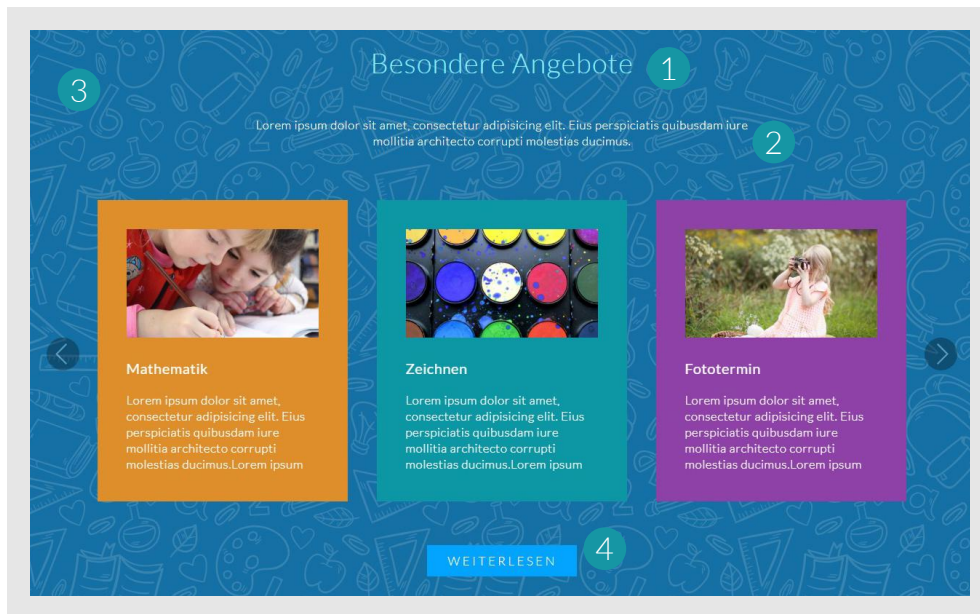 Besondere Angebote
1
3
Lorem ipsum dolor sit amet, consectetur adipisicing elit. Eius perspiciatis quibusdam iure
mollitia architecto corrupti molestias ducimus.
2
Mathematik
Lorem ipsum dolor sit amet,
consectetur adipisicing elit. Eius
perspiciatis quibusdam iure
mollitia architecto corrupti
molestias ducimus.Lorem ipsum
Zeichnen
Lorem ipsum dolor sit amet,
consectetur adipisicing elit. Eius
perspiciatis quibusdam iure
mollitia architecto corrupti
molestias ducimus.Lorem ipsum
Fototermin
Lorem ipsum dolor sit amet,
consectetur adipisicing elit. Eius
perspiciatis quibusdam iure
mollitia architecto corrupti
molestias ducimus.Lorem ipsum
WEITERLESEN
4